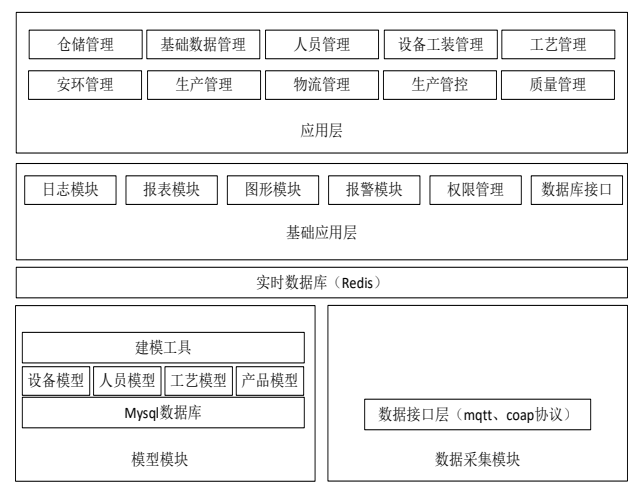 仓储管理 基础数据管理 人员管理 设备工装管理 工艺管理
安环管理 生产管理 物流管理 生产管控 质量管理
应用层
日志模块 报表模块 图形模块 报警模块 权限管理 数据库接口
基础应用层
实时数据库（Redis）
建模工具
设备模型 人员模型 工艺模型 产品模型
Mysql数据库
模型模块
数据接口层（mqtt、coap协议）
数据采集模块